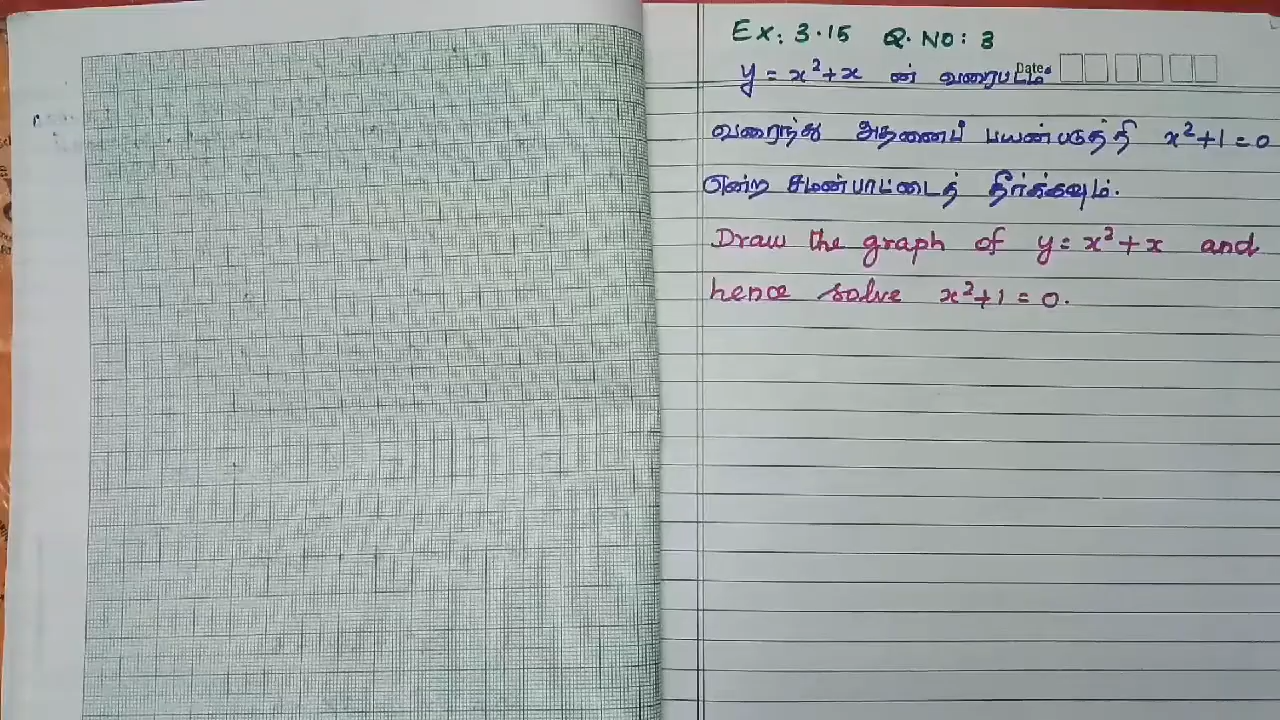 Ex: 3.15 Q. NO: 3
y = x²+x ன் வரைபடம் Date
வரைந்து அதனைப் பயன்படுத்தி x²+1=0
என்ற சமன்பாட்டைத் தீர்க்கவும்.
Draw the graph of y = x²+x and
hence solve x²+1=0.